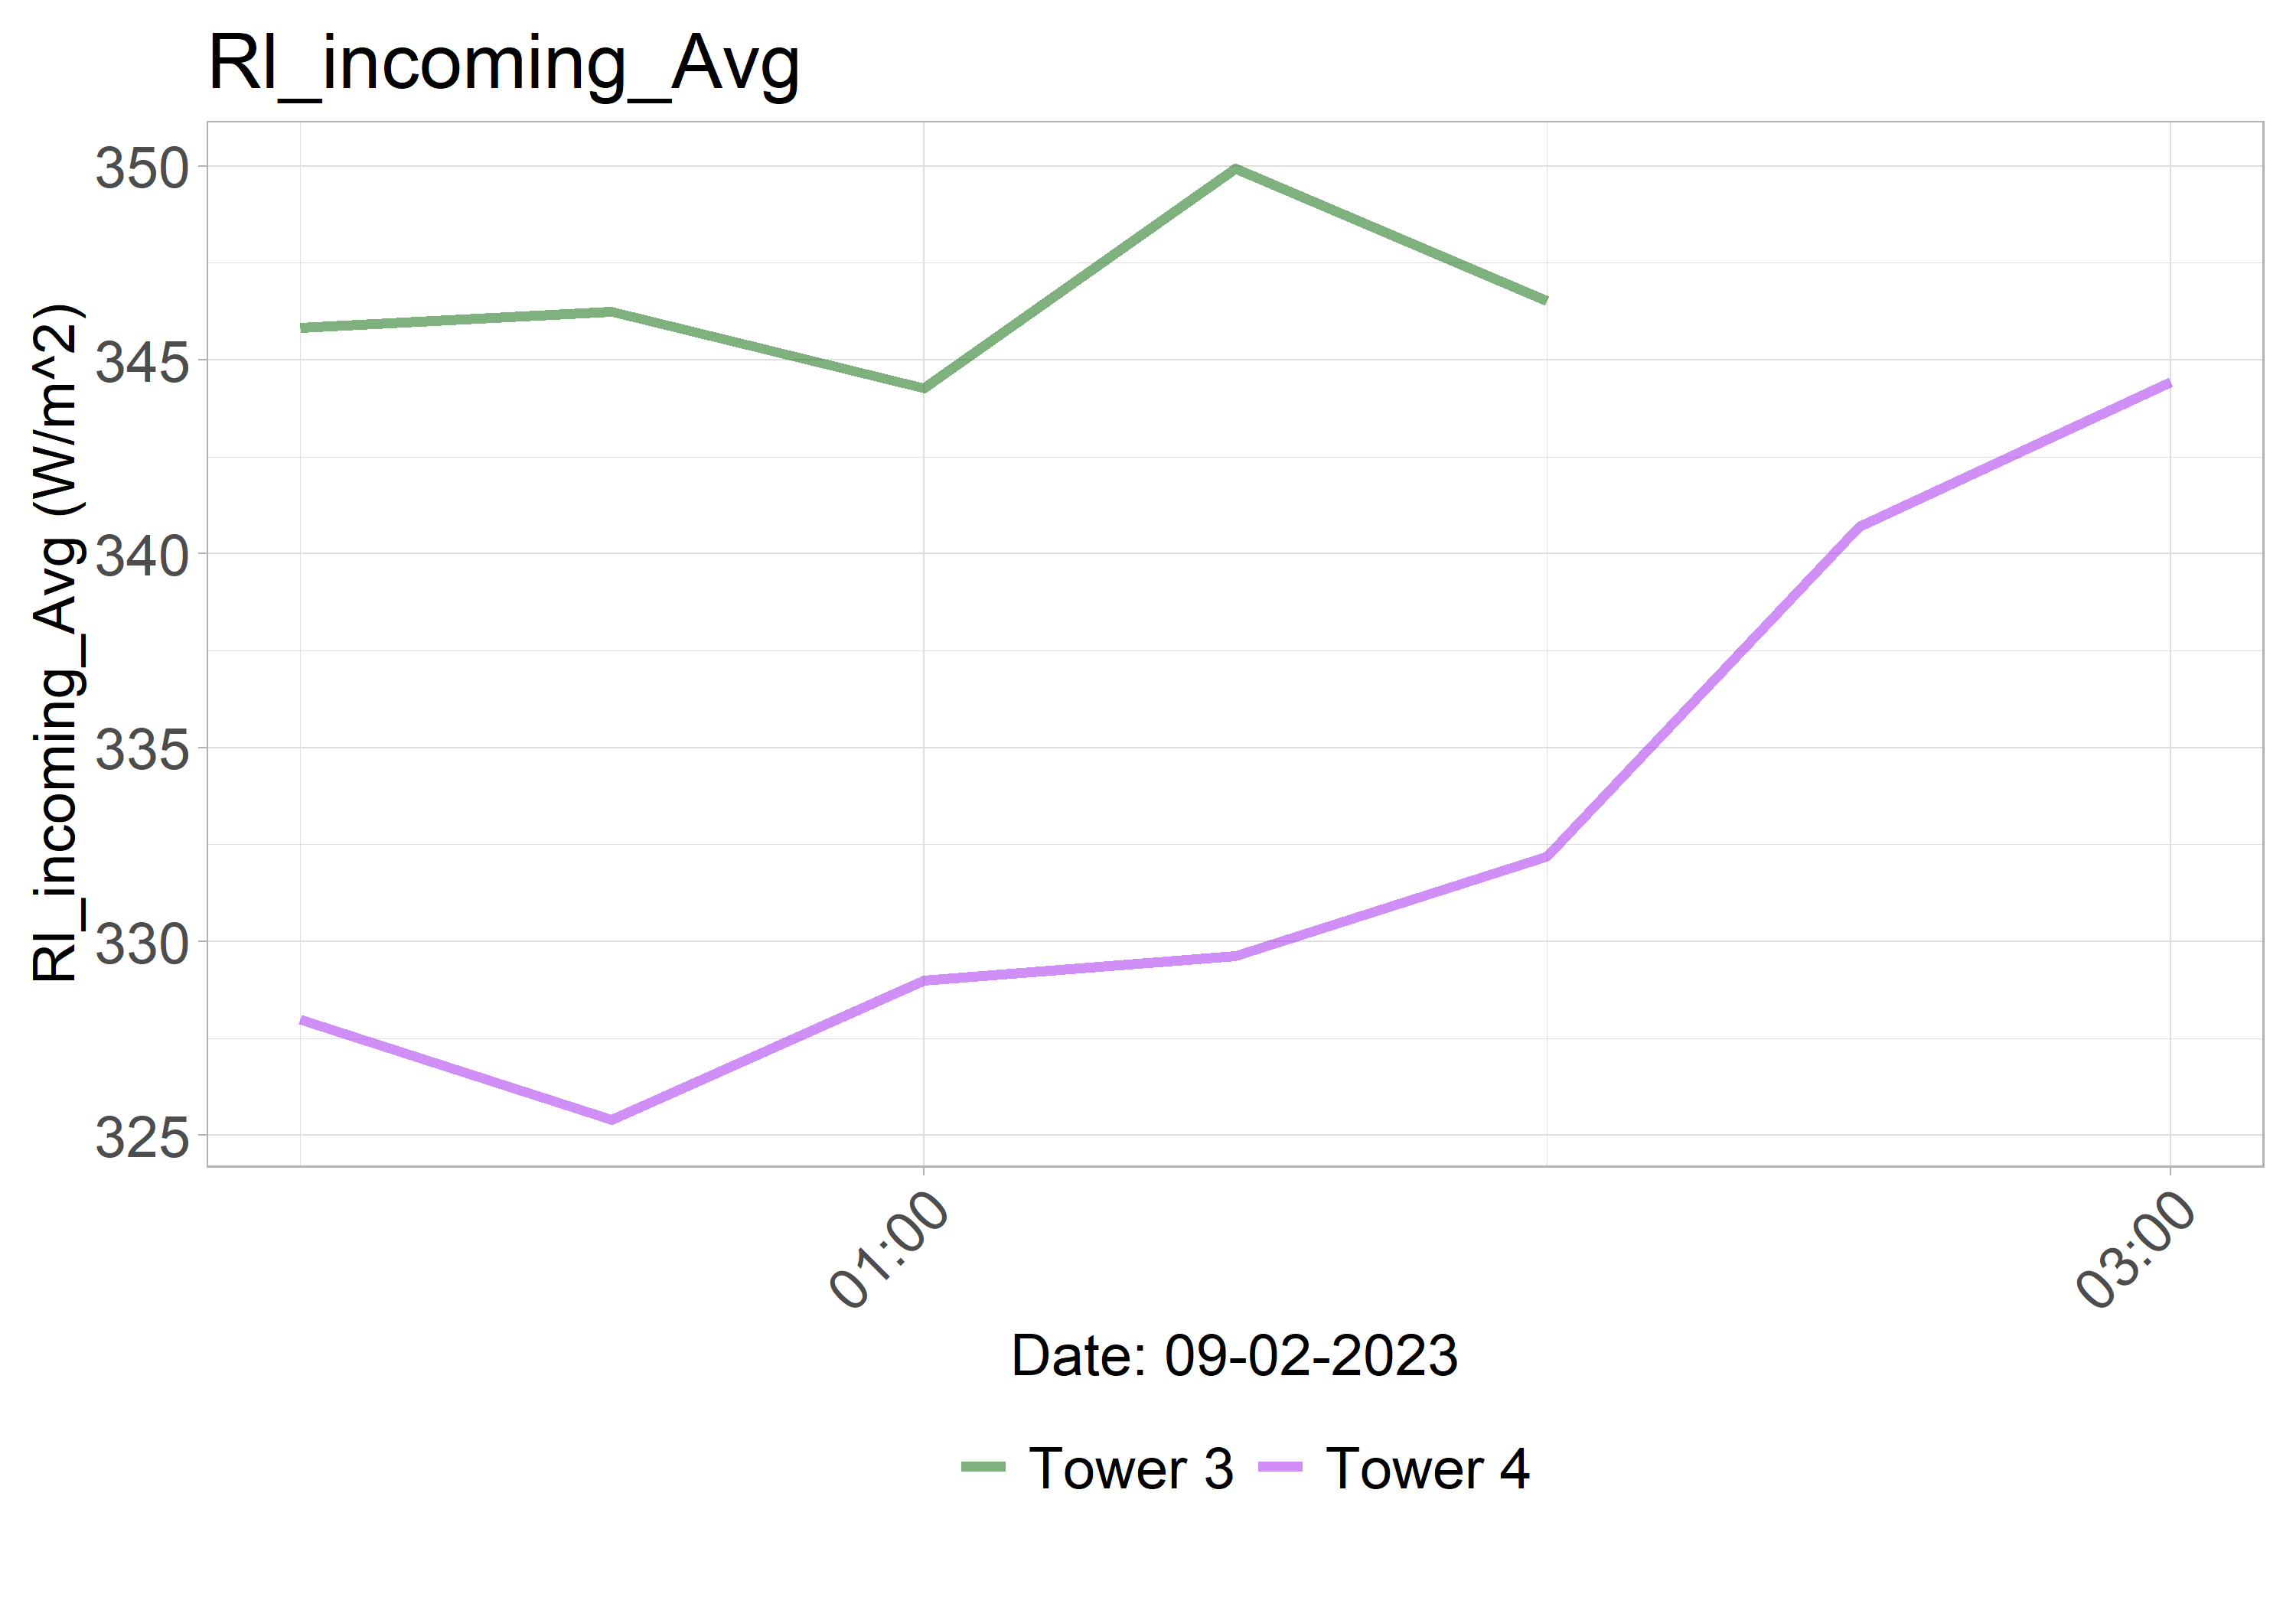 Rl_incoming_Avg
Rl_incoming_Avg (W/m^2)
350
345
340
335
330
325
01:00
03:00
Date: 09-02-2023
Tower 3
Tower 4